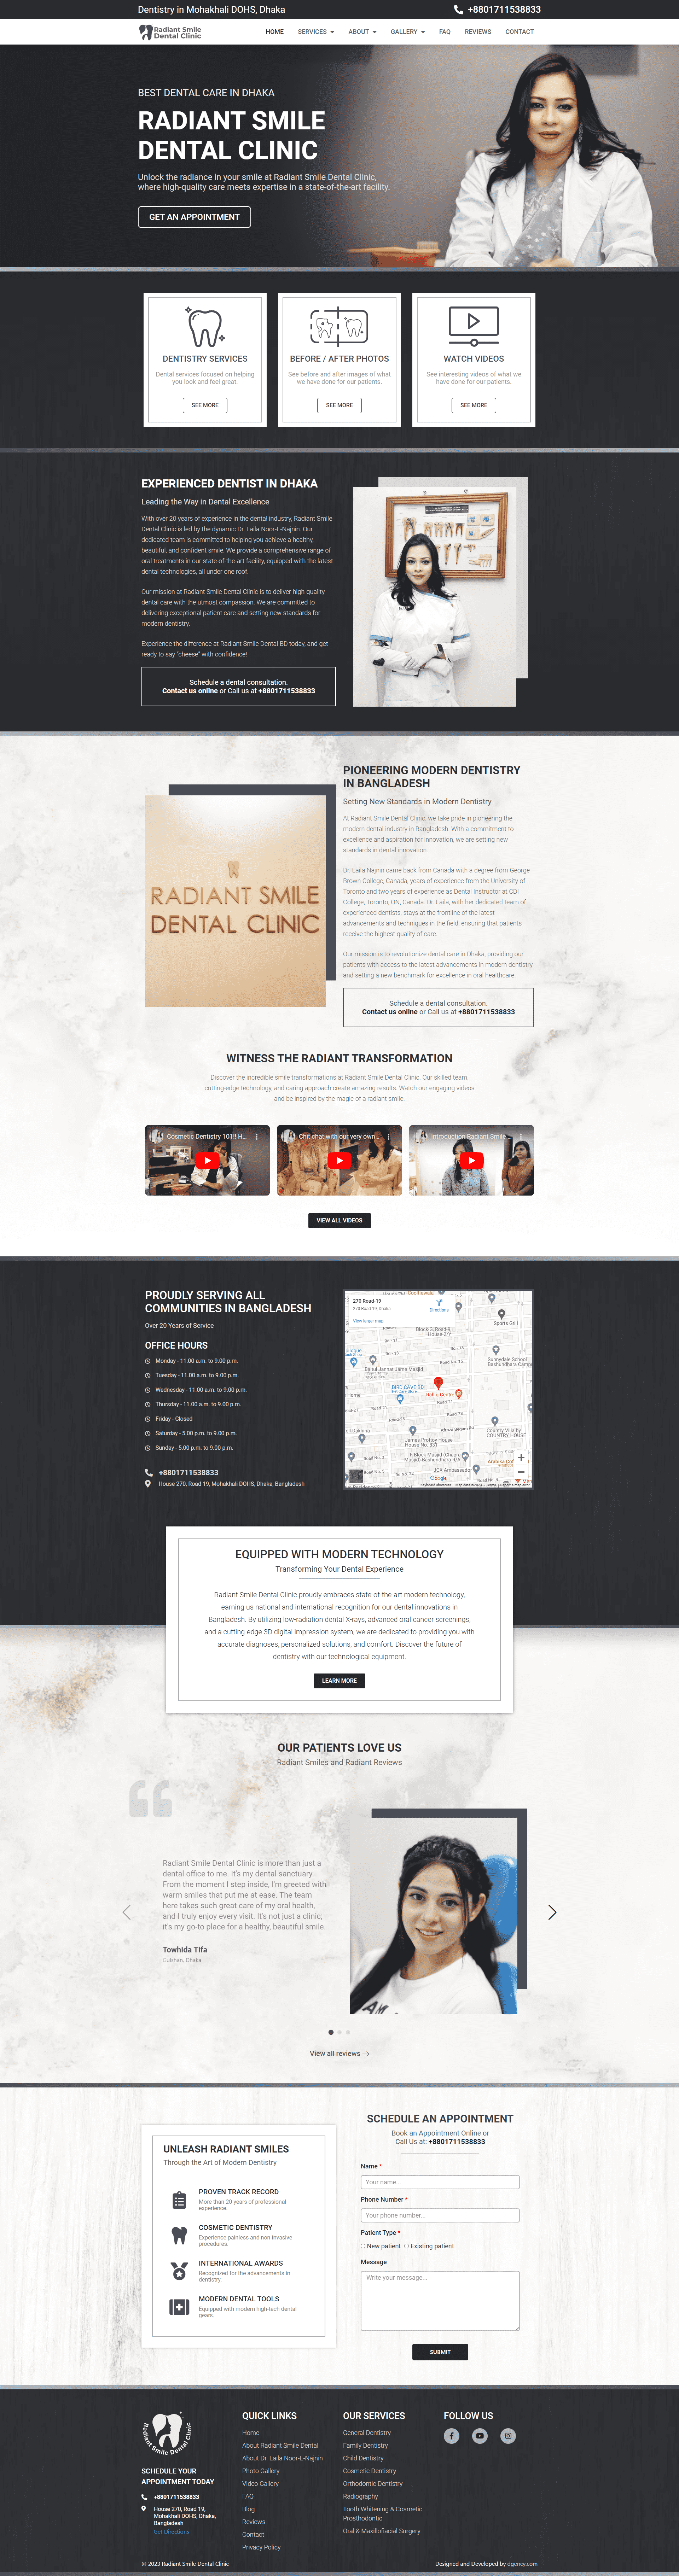 Dentistry in Mohakhali DOHS, Dhaka
+8801711538833
Radiant Smile
Dental Clinic
HOME
SERVICES
ABOUT
GALLERY
FAQ
REVIEWS
CONTACT
BEST DENTAL CARE IN DHAKA
RADIANT SMILE
DENTAL CLINIC
Unlock the radiance in your smile at Radiant Smile Dental Clinic,
where high-quality care meets expertise in a state-of-the-art facility.
GET AN APPOINTMENT
DENTISTRY SERVICES
Dental services focused on helping
you look and feel great.
SEE MORE
BEFORE / AFTER PHOTOS
See before and after images of what
we have done for our patients.
SEE MORE
WATCH VIDEOS
See interesting videos of what we
have done for our patients.
SEE MORE
EXPERIENCED DENTIST IN DHAKA
Leading the Way in Dental Excellence
With over 20 years of experience in the dental industry, Radiant Smile
Dental Clinic is led by the dynamic Dr. Laila Noor-E-Najnin. Our
dedicated team is committed to helping you achieve a healthy,
beautiful, and confident smile. We provide a comprehensive range of
oral treatments in our state-of-the-art facility, equipped with the latest
dental technologies, all under one roof.
Our mission at Radiant Smile Dental Clinic is to deliver high-quality
dental care with the utmost compassion. We are committed to
delivering exceptional patient care and setting new standards for
modern dentistry.
Experience the difference at Radiant Smile Dental BD today, and get
ready to say "cheese" with confidence!
Schedule a dental consultation.
Contact us online or Call us at +8801711538833
RADIANT SMILE
DENTAL CLINIC
PIONEERING MODERN DENTISTRY
IN BANGLADESH
Setting New Standards in Modern Dentistry
At Radiant Smile Dental Clinic, we take pride in pioneering the
modern dental industry in Bangladesh. With a commitment to
excellence and aspiration for innovation, we are setting new
standards in dental innovation.
Dr. Laila Najnin came back from Canada with a degree from George
Brown College, Canada, years of experience from the University of
Toronto and two years of experience as Dental Instructor at CDI
College, Toronto, ON, Canada. Dr. Laila, with her dedicated team of
experienced dentists, stays at the frontline of the latest
advancements and techniques in the field, ensuring that patients
receive the highest quality of care.
Our mission is to revolutionize dental care in Dhaka, providing our
patients with access to the latest advancements in modern dentistry
and setting a new benchmark for excellence in oral healthcare.
Schedule a dental consultation.
Contact us online or Call us at +8801711538833
WITNESS THE RADIANT TRANSFORMATION
Discover the incredible smile transformations at Radiant Smile Dental Clinic. Our skilled team,
cutting-edge technology, and caring approach create amazing results. Watch our engaging videos
and be inspired by the magic of a radiant smile.
Cosmetic Dentistry 101!! H...
Chit chat with our very own...
Introduction Radiant Smile...
VIEW ALL VIDEOS
PROUDLY SERVING ALL
COMMUNITIES IN BANGLADESH
Over 20 Years of Service
OFFICE HOURS
Monday - 11.00 a.m. to 9.00 p.m.
Tuesday - 11.00 a.m. to 9.00 p.m.
Wednesday - 11.00 a.m. to 9.00 p.m.
Thursday - 11.00 a.m. to 9.00 p.m.
Friday - Closed
Saturday - 5.00 p.m. to 9.00 p.m.
Sunday - 5.00 p.m. to 9.00 p.m.
+8801711538833
House 270, Road 19, Mohakhali DOHS, Dhaka, Bangladesh
270 Road-19
270 Road-19, Dhaka
Directions
View larger map
Sports Grill
Rahiq Centre
Google
EQUIPPED WITH MODERN TECHNOLOGY
Transforming Your Dental Experience
Radiant Smile Dental Clinic proudly embraces state-of-the-art modern technology,
earning us national and international recognition for our dental innovations in
Bangladesh. By utilizing low-radiation dental X-rays, advanced oral cancer screenings,
and a cutting-edge 3D digital impression system, we are dedicated to providing you with
accurate diagnoses, personalized solutions, and comfort. Discover the future of
dentistry with our technological equipment.
LEARN MORE
OUR PATIENTS LOVE US
Radiant Smiles and Radiant Reviews
Radiant Smile Dental Clinic is more than just a
dental office to me. It's my dental sanctuary.
From the moment I step inside, I'm greeted with
warm smiles that put me at ease. The team
here takes such great care of my oral health,
and I truly enjoy every visit. It's not just a clinic;
it's my go-to place for a healthy, beautiful smile.
Towhida Tifa
Gulshan, Dhaka
View all reviews
UNLEASH RADIANT SMILES
Through the Art of Modern Dentistry
PROVEN TRACK RECORD
More than 20 years of professional
experience.
COSMETIC DENTISTRY
Experience painless and non-invasive
procedures.
INTERNATIONAL AWARDS
Recognized for the advancements in
dentistry.
MODERN DENTAL TOOLS
Equipped with modern high-tech dental
gears.
SCHEDULE AN APPOINTMENT
Book an Appointment Online or
Call Us at: +8801711538833
Name *
Your name...
Phone Number *
Your phone number...
Patient Type *
New patient
Existing patient
Message
Write your message...
SUBMIT
Radiant Smile Dental Clinic
SCHEDULE YOUR
APPOINTMENT TODAY
+8801711538833
House 270, Road 19,
Mohakhali DOHS, Dhaka,
Bangladesh
Get Directions
QUICK LINKS
Home
About Radiant Smile Dental
About Dr. Laila Noor-E-Najnin
Photo Gallery
Video Gallery
FAQ
Blog
Reviews
Contact
Privacy Policy
OUR SERVICES
General Dentistry
Family Dentistry
Child Dentistry
Cosmetic Dentistry
Orthodontic Dentistry
Radiography
Tooth Whitening & Cosmetic
Prosthodontic
Oral & Maxillofiacial Surgery
FOLLOW US
© 2023 Radiant Smile Dental Clinic
Designed and Developed by dgimcy.com